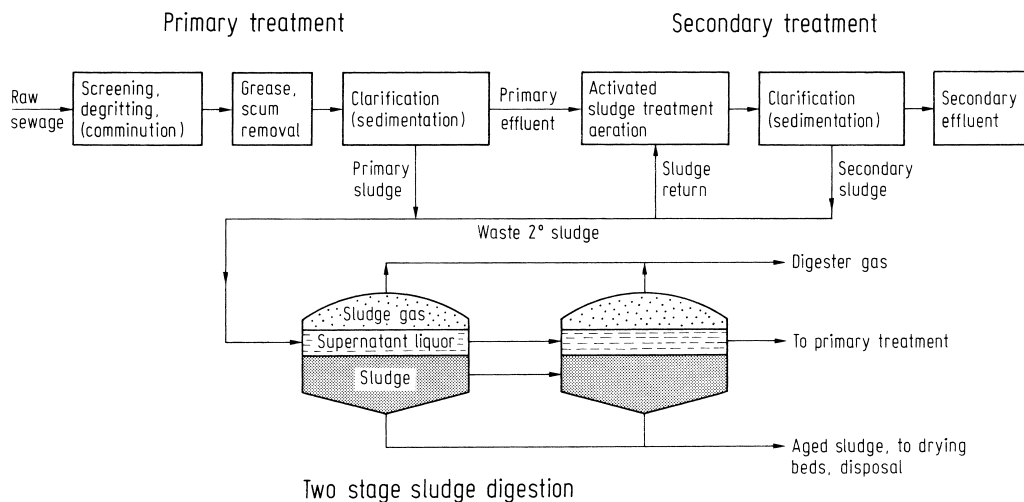 Primary treatment
Secondary treatment
Raw
sewage
Screening,
degritting,
(comminution)
Grease,
scum
removal
Clarification
(sedimentation)
Primary
effluent
Activated
sludge treatment
aeration
Clarification
(sedimentation)
Secondary
effluent
Primary
sludge
Sludge
return
Secondary
sludge
Waste 2° sludge
Digester gas
Sludge gas
Supernatant liquor
To primary treatment
Sludge
Aged sludge, to drying
beds, disposal
Two stage sludge digestion